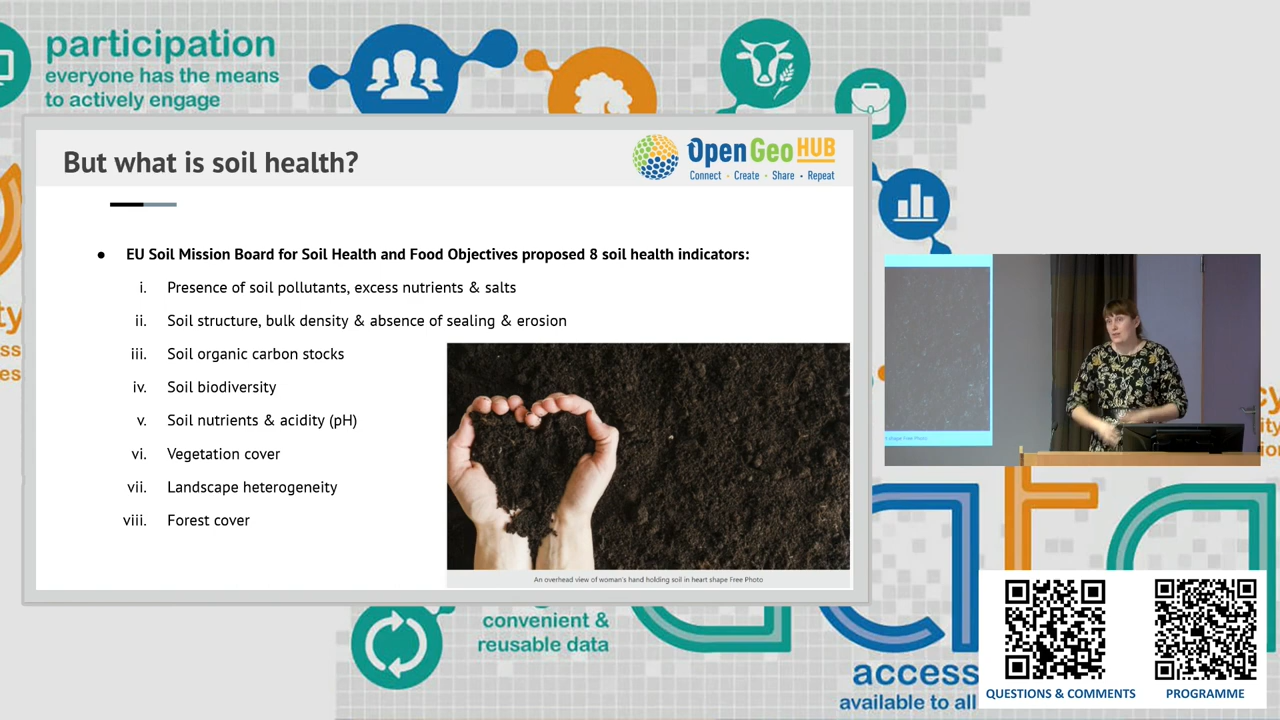 participation
everyone has the means
to actively engage
But what is soil health?
OpenGeoHUB
Connect · Create · Share · Repeat
● EU Soil Mission Board for Soil Health and Food Objectives proposed 8 soil health indicators:
i. Presence of soil pollutants, excess nutrients & salts
ii. Soil structure, bulk density & absence of sealing & erosion
iii. Soil organic carbon stocks
iv. Soil biodiversity
v. Soil nutrients & acidity (pH)
vi. Vegetation cover
vii. Landscape heterogeneity
viii. Forest cover
An overhead view of woman's hand holding soil in heart shape Free Photo
shape Free Photo
convenient &
reusable data
access
available to all
QUESTIONS & COMMENTS
PROGRAMME